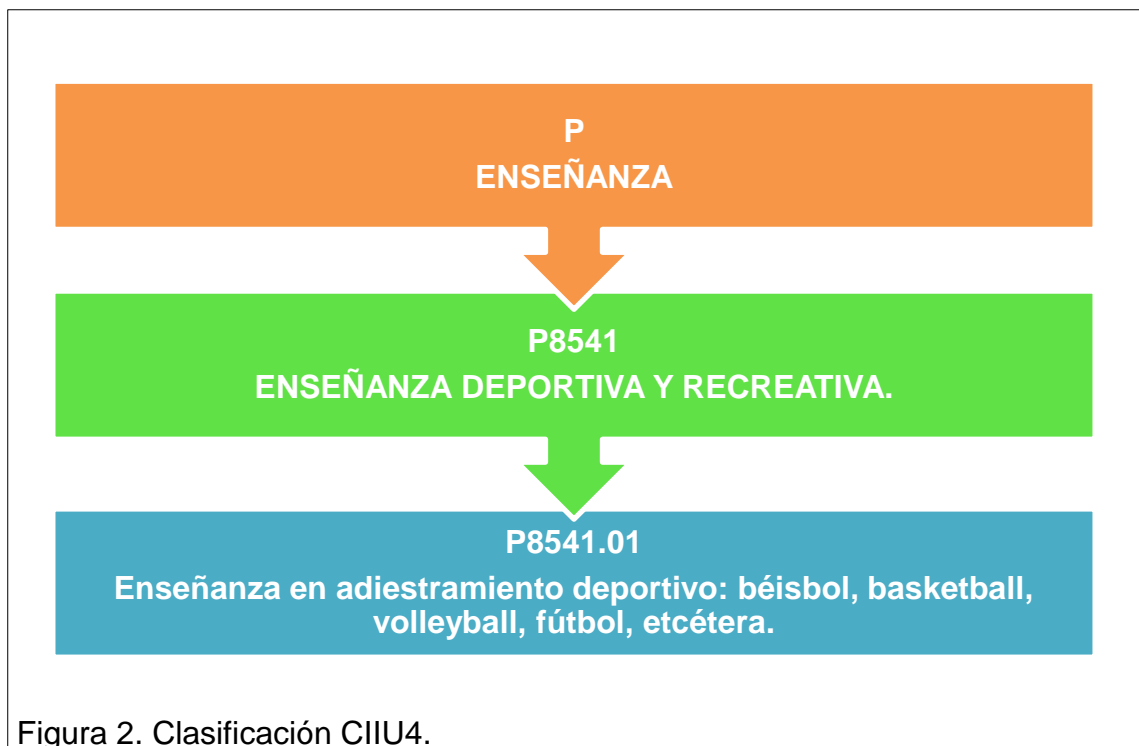 P
ENSEÑANZA
P8541
ENSEÑANZA DEPORTIVA Y RECREATIVA.
P8541.01
Enseñanza en adiestramiento deportivo: béisbol, basketball,
volleyball, fútbol, etcétera.
Figura 2. Clasificación CIIU4.